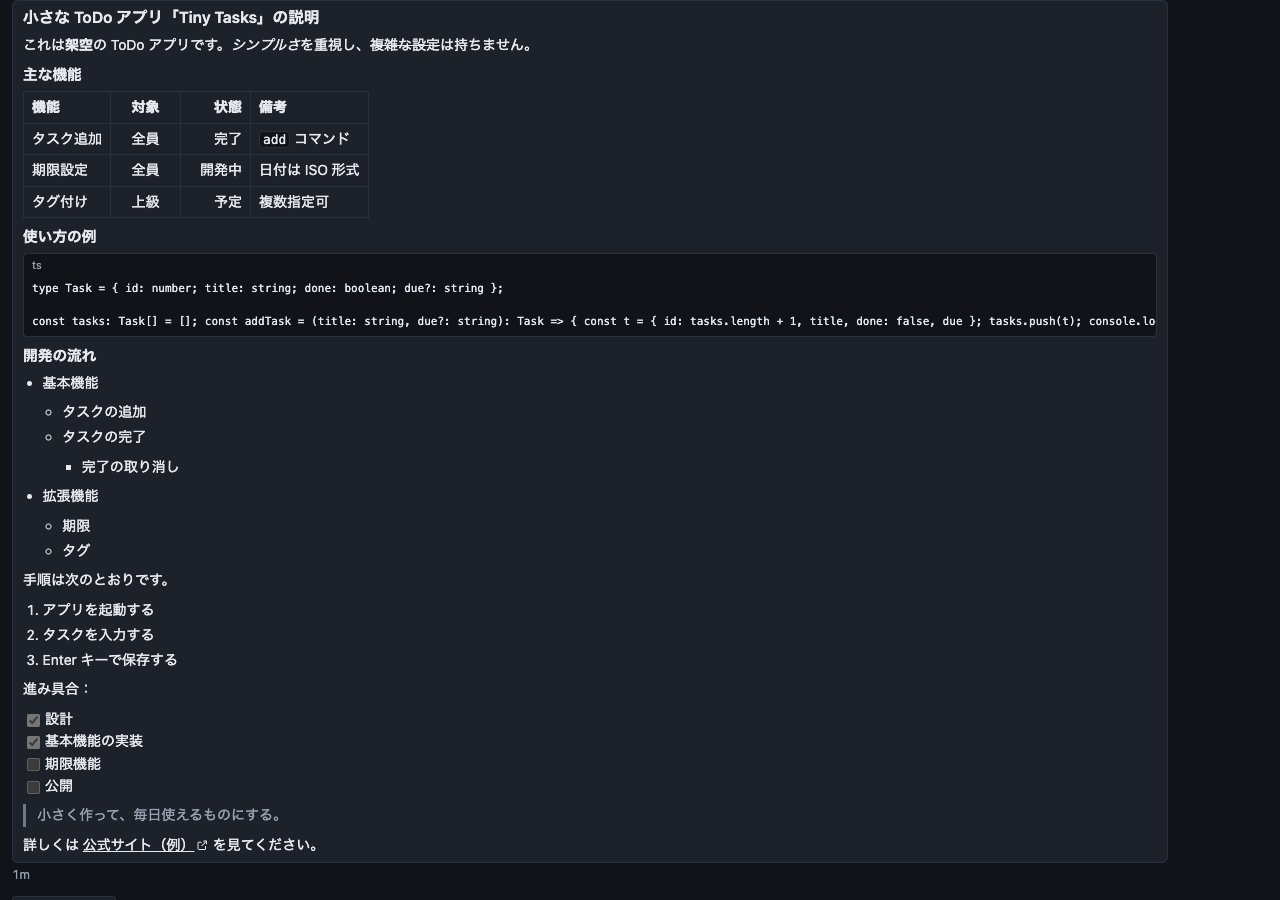 小さな ToDo アプリ「Tiny Tasks」の説明
これは架空の ToDo アプリです。シンプルさを重視し、複雑な設定は持ちません。
主な機能
機能 対象 状態 備考
タスク追加 全員 完了 add コマンド
期限設定 全員 開発中 日付は ISO 形式
タグ付け 上級 予定 複数指定可
使い方の例
ts
type Task = { id: number; title: string; done: boolean; due?: string };
const tasks: Task[] = []; const addTask = (title: string, due?: string): Task => { const t = { id: tasks.length + 1, title, done: false, due }; tasks.push(t); console.lo
開発の流れ
基本機能
タスクの追加
タスクの完了
完了の取り消し
拡張機能
期限
タグ
手順は次のとおりです。
1. アプリを起動する
2. タスクを入力する
3. Enter キーで保存する
進み具合：
設計
基本機能の実装
期限機能
公開
小さく作って、毎日使えるものにする。
詳しくは 公式サイト（例） を見てください。
1m